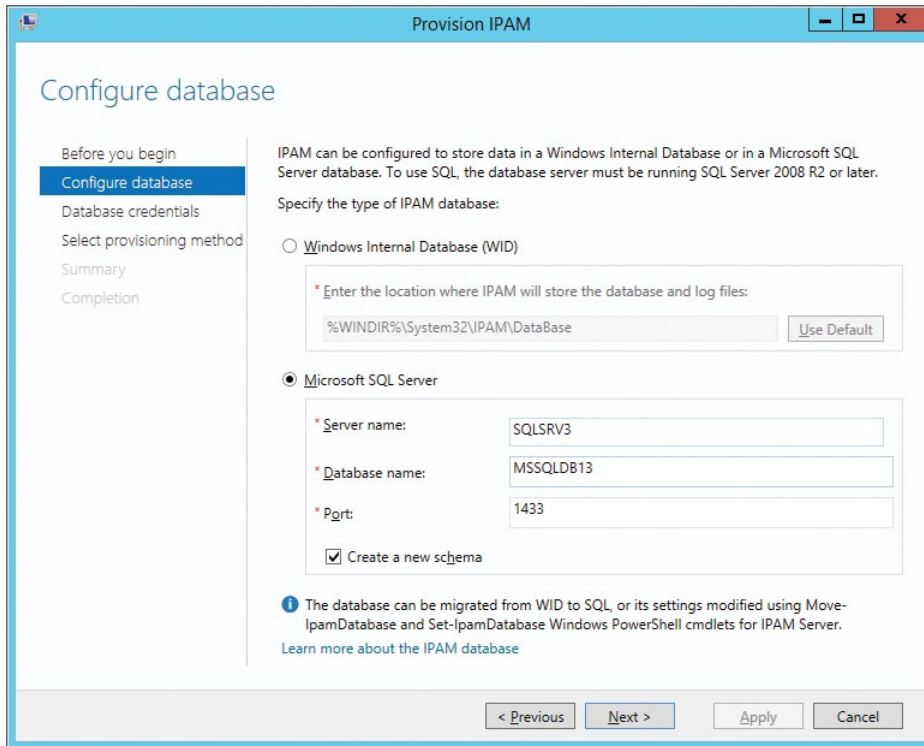 Provision IPAM
Configure database
Before you begin
Configure database
Database credentials
Select provisioning method
Summary
Completion
IPAM can be configured to store data in a Windows Internal Database or in a Microsoft SQL
Server database. To use SQL, the database server must be running SQL Server 2008 R2 or later.
Specify the type of IPAM database:
Windows Internal Database (WID)
* Enter the location where IPAM will store the database and log files:
%WINDIR%\System32\IPAM\DataBase
Use Default
Microsoft SQL Server
* Server name:
SQLSRV3
* Database name:
MSSQLDB13
* Port:
1433
Create a new schema
The database can be migrated from WID to SQL, or its settings modified using Move-
IpamDatabase and Set-IpamDatabase Windows PowerShell cmdlets for IPAM Server.
Learn more about the IPAM database
< Previous
Next >
Apply
Cancel